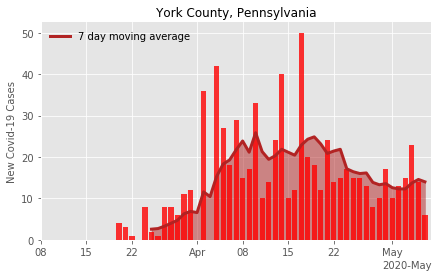 York County, Pennsylvania
7 day moving average
New Covid-19 Cases
50
40
30
20
10
0
08 15 22 Apr 08 15 22 May
2020-May